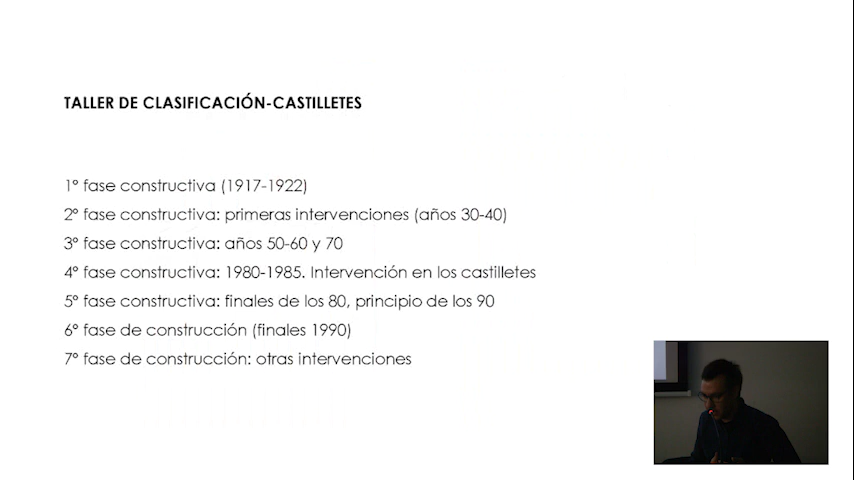 TALLER DE CLASIFICACIÓN-CASTILLETES
1º fase constructiva (1917-1922)
2º fase constructiva: primeras intervenciones (años 30-40)
3º fase constructiva: años 50-60 y 70
4º fase constructiva: 1980-1985. Intervención en los castilletes
5º fase constructiva: finales de los 80, principio de los 90
6º fase de construcción (finales 1990)
7º fase de construcción: otras intervenciones